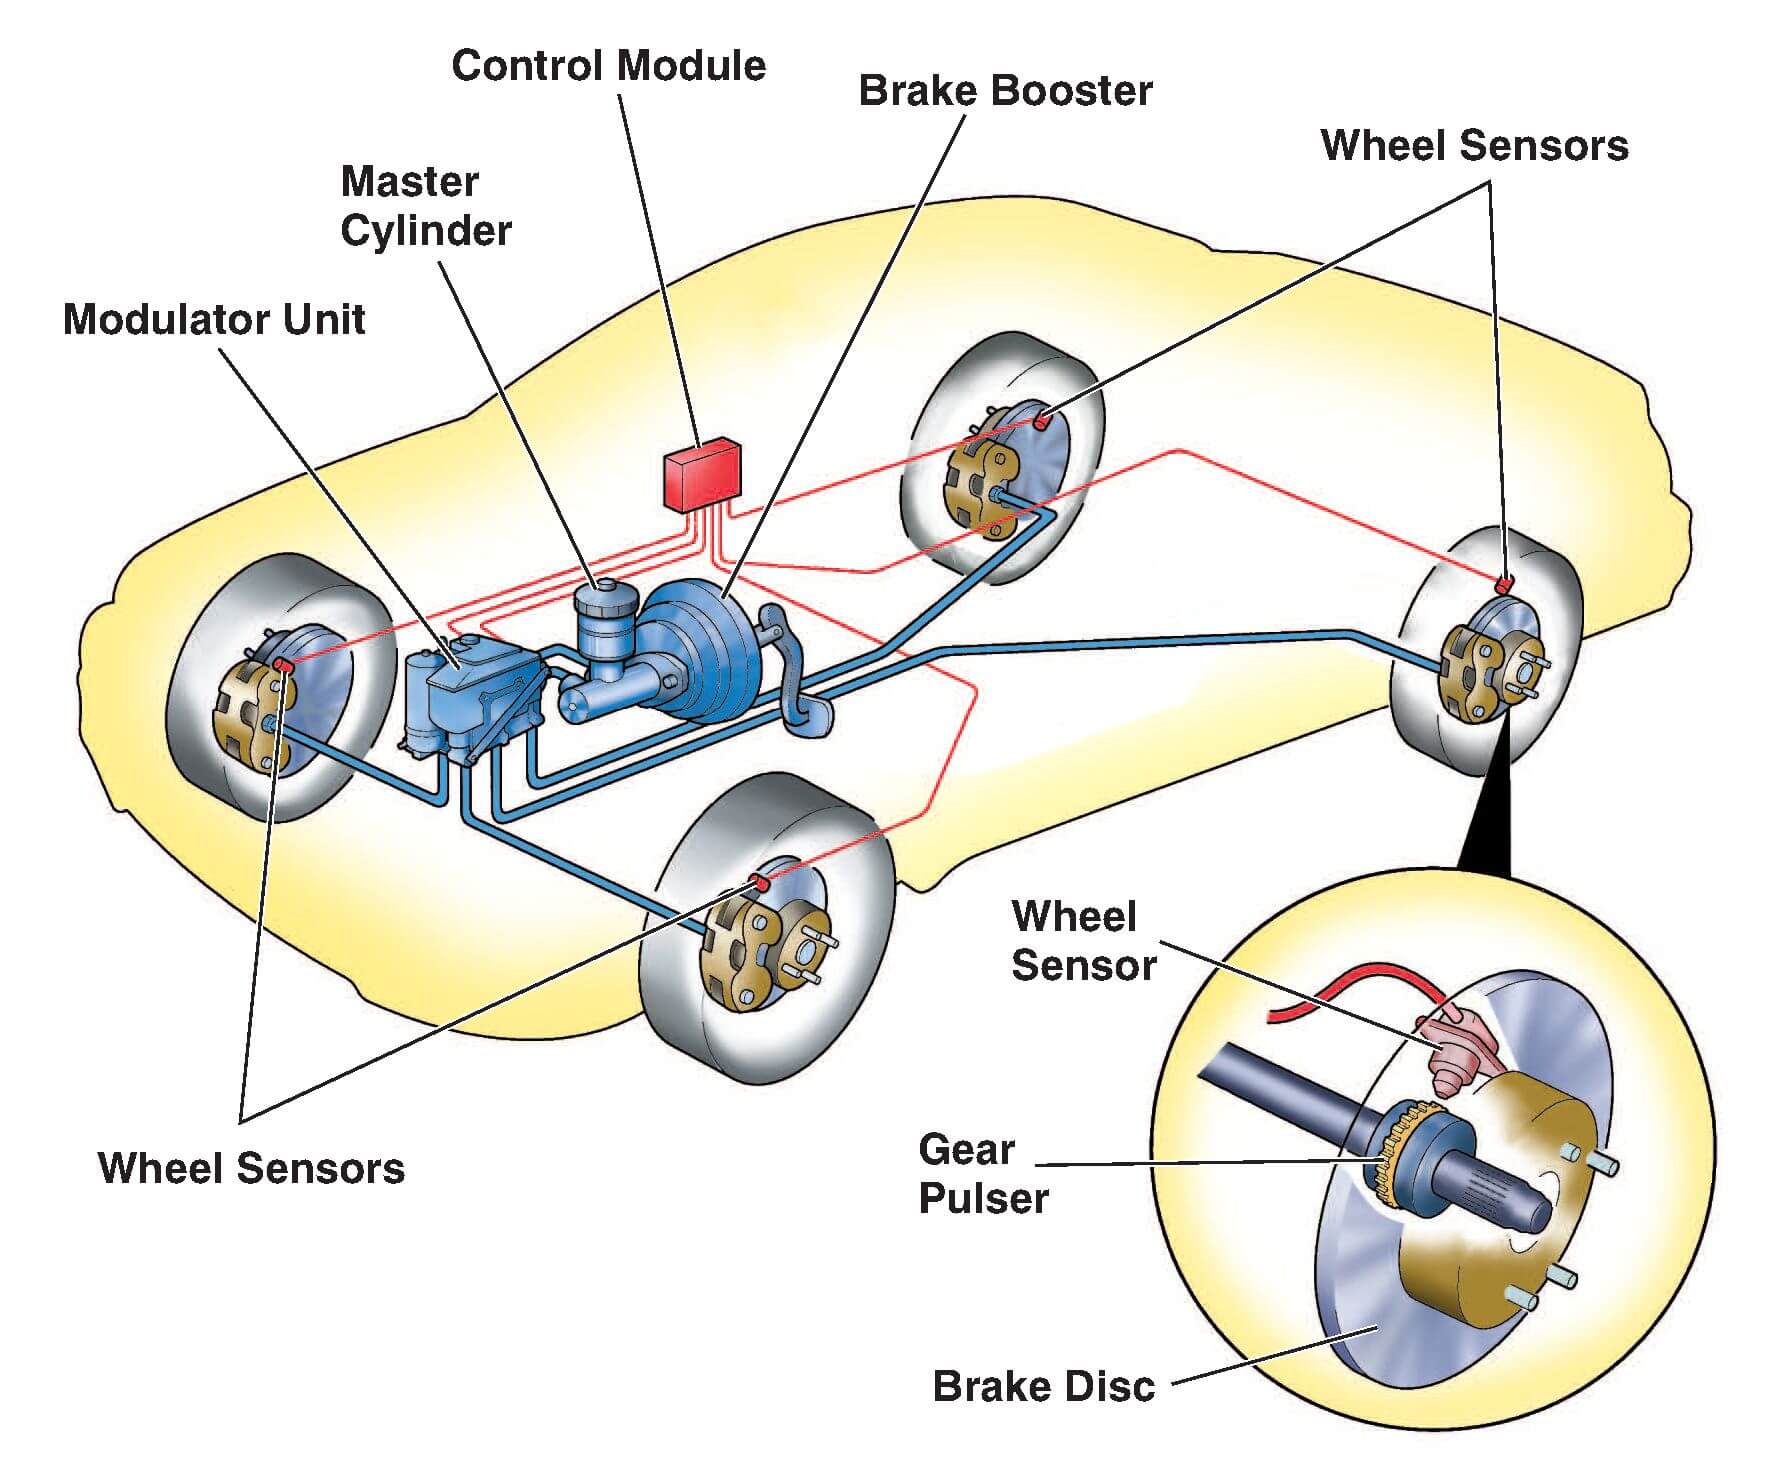 Control Module
Brake Booster
Wheel Sensors
Master
Cylinder
Modulator Unit
Wheel
Sensor
Gear
Pulser
Wheel Sensors
Brake Disc